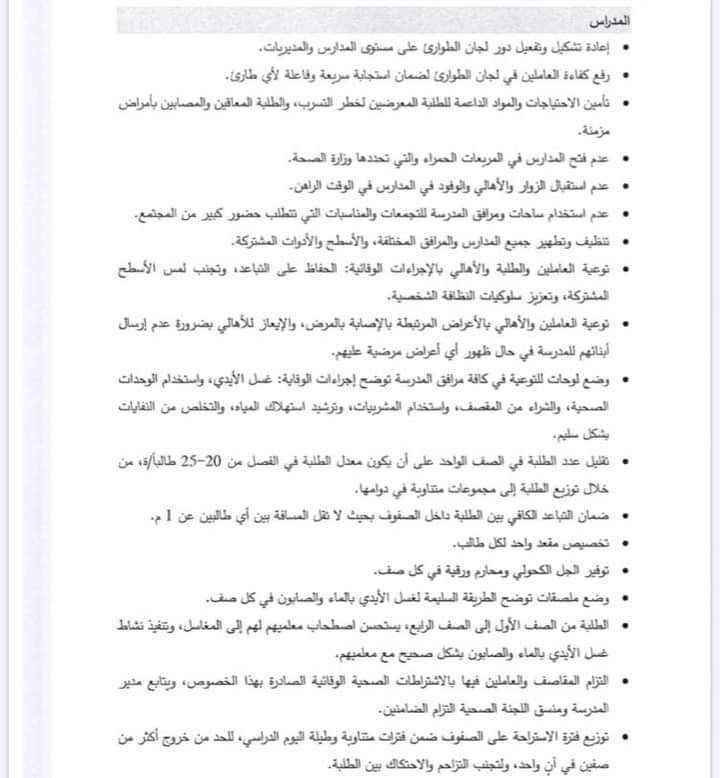 المدراس
• إعادة تشكيل وتفعيل دور لجان الطوارئ على مستوى المدارس والمديريات.
• رفع كفاءة العاملين في لجان الطوارئ لضمان استجابة سريعة وفاعلة لأي طارئ.
• تأمين الاحتياجات والمواد الداعمة للطلبة المعرضين لخطر التسرب، والطلبة المعاقين والمصابين بأمراض
مزمنة.
• عدم فتح المدارس في المربعات الحمراء والتي تحددها وزارة الصحة.
• عدم استقبال الزوار والأهالي والوفود في المدارس في الوقت الراهن.
• عدم استخدام ساحات ومرافق المدرسة للتجمعات والمناسبات التي تتطلب حضور كبير من المجتمع.
• تنظيف وتطهير جميع المدارس والمرافق المختلفة، والأسطح والأدوات المشتركة.
• توعية العاملين والطلبة والأهالي بالإجراءات الوقائية: الحفاظ على التباعد، وتجنب لمس الأسطح
المشتركة، وتعزيز سلوكيات النظافة الشخصية.
• توعية العاملين والأهالي بالأعراض المرتبطة بالإصابة بالمرض، والإيعاز للأهالي بضرورة عدم إرسال
أبنائهم للمدرسة في حال ظهور أي أعراض مرضية عليهم.
• وضع لوحات للتوعية في كافة مرافق المدرسة توضح إجراءات الوقاية: غسل الأيدي، واستخدام الوحدات
الصحية، والشراء من المقصف، واستخدام المشربيات، وترشيد استهلاك المياه، والتخلص من النفايات
بشكل سليم.
• تقليل عدد الطلبة في الصف الواحد على أن يكون معدل الطلبة في الفصل من 20-25 طالباً/ة، من
خلال توزيع الطلبة إلى مجموعات متناوبة في دوامها.
• ضمان التباعد الكافي بين الطلبة داخل الصفوف بحيث لا تقل المسافة بين أي طالبين عن 1 م.
• تخصيص مقعد واحد لكل طالب.
• توفير الجل الكحولي ومحارم ورقية في كل صف.
• وضع ملصقات توضح الطريقة السليمة لغسل الأيدي بالماء والصابون في كل صف.
• الطلبة من الصف الأول إلى الصف الرابع، يستحسن اصطحاب معلميهم لهم إلى المغاسل، وتنفيذ نشاط
غسل الأيدي بالماء والصابون بشكل صحيح مع معلميهم.
• التزام المقاصف والعاملين فيها بالاشتراطات الصحية الوقائية الصادرة بهذا الخصوص، ويتابع مدير
المدرسة ومنسق اللجنة الصحية التزام الضامنين.
• توزيع فترة الاستراحة على الصفوف ضمن فترات متناوبة وطيلة اليوم الدراسي، للحد من خروج أكثر من
صفين في آن واحد، ولتجنب التزاحم والاحتكاك بين الطلبة.